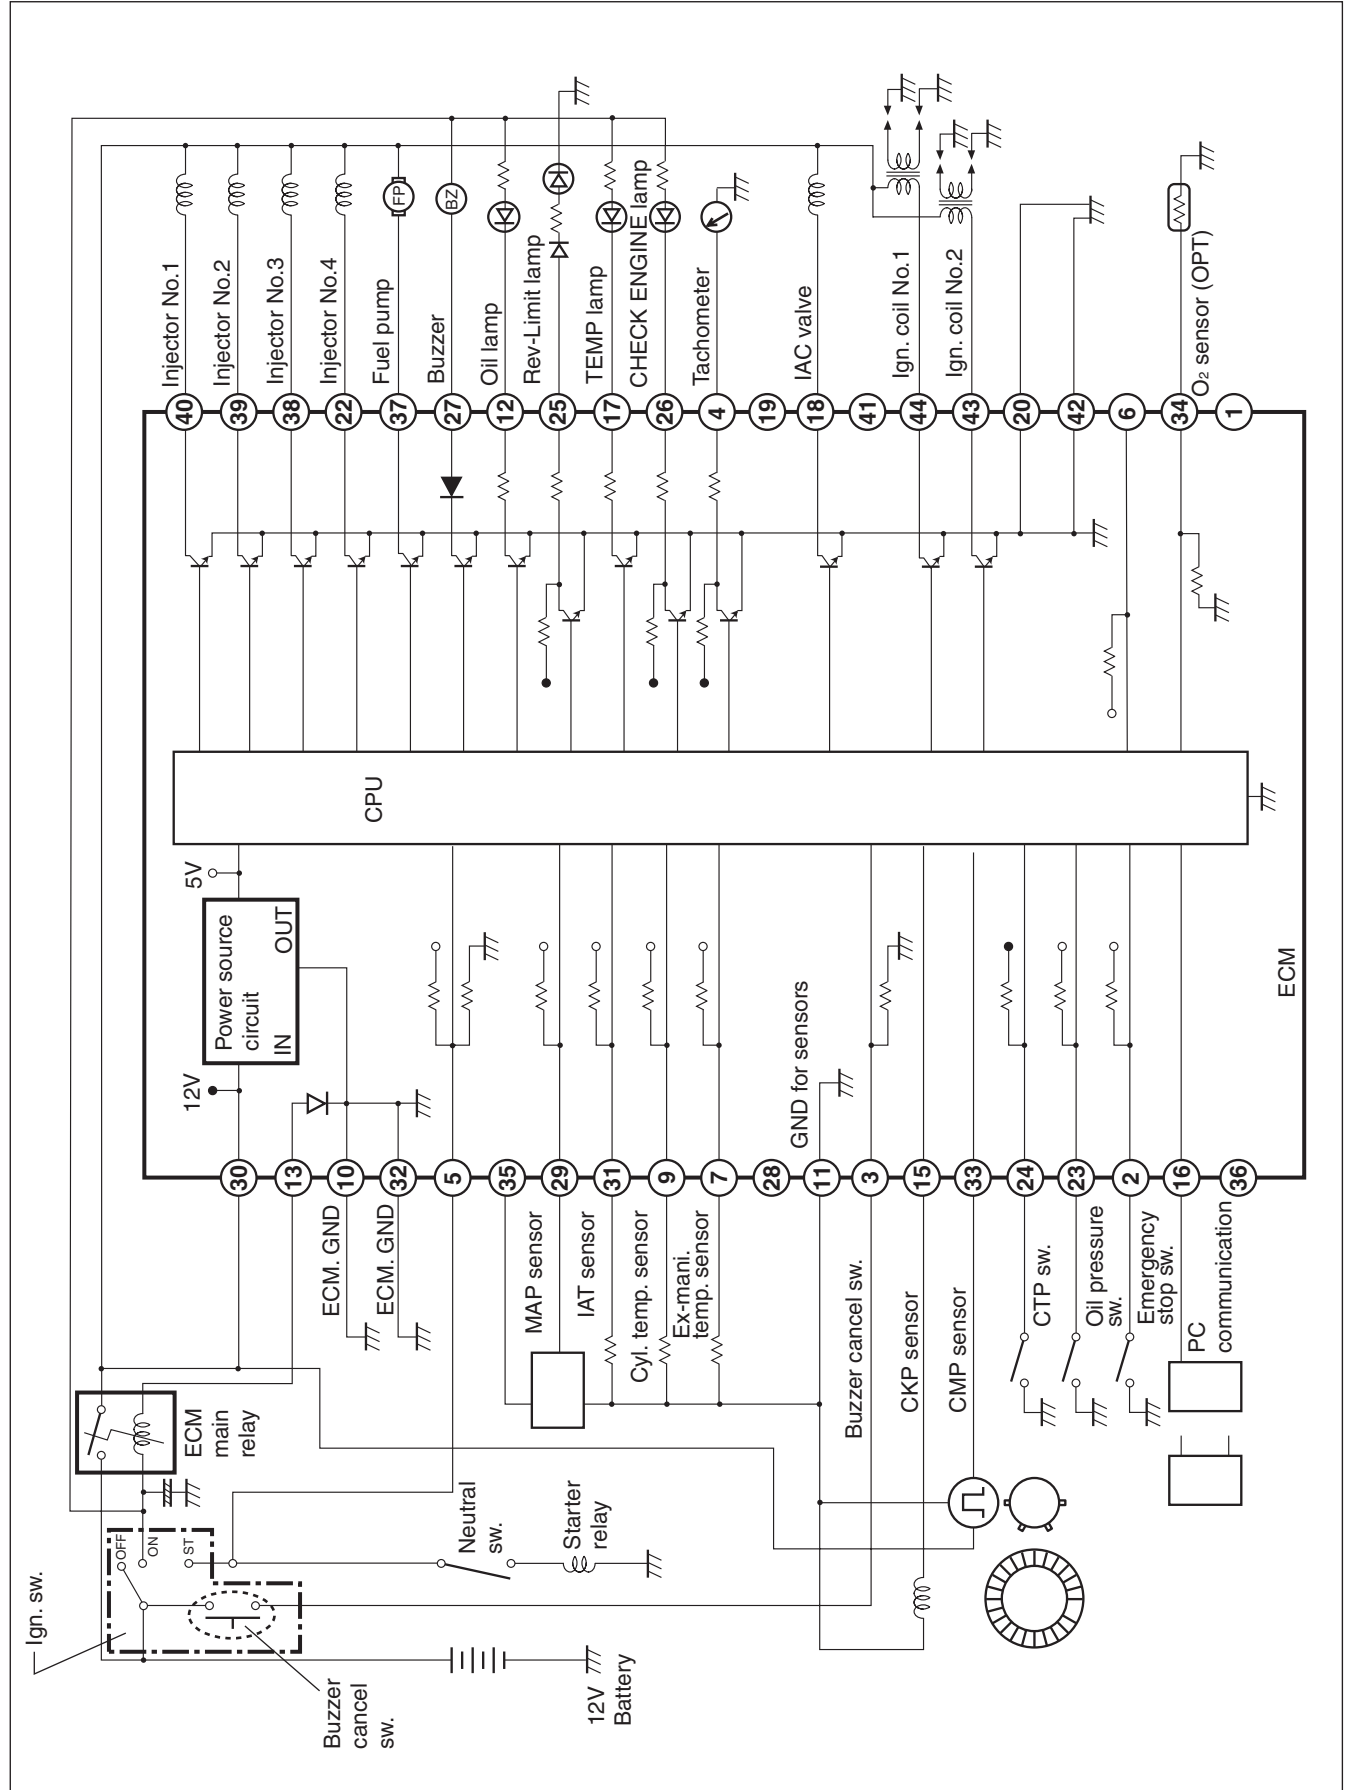 Injector No.1
Injector No.2
Injector No.3
Injector No.4
Fuel pump
Buzzer
Oil lamp
Rev-Limit lamp
TEMP lamp
CHECK ENGINE lamp
Tachometer
IAC valve
Ign. coil No.1
Ign. coil No.2
O2 sensor (OPT)
FP
BZ
40
39
38
22
37
27
12
25
17
26
4
19
18
41
44
43
20
42
6
34
1
CPU
5V
Power source
circuit
IN
OUT
12V
GND for sensors
ECM
30
13
10
32
5
35
29
31
9
7
28
11
3
15
33
24
23
2
16
36
ECM. GND
ECM. GND
MAP sensor
IAT sensor
Cyl. temp. sensor
Ex-mani.
temp. sensor
Buzzer cancel sw.
CKP sensor
CMP sensor
CTP sw.
Oil pressure
sw.
Emergency
stop sw.
PC
communication
ECM
main
relay
OFF
ON
ST
Neutral
sw.
Starter
relay
Ign. sw.
Buzzer
cancel
sw.
12V
Battery